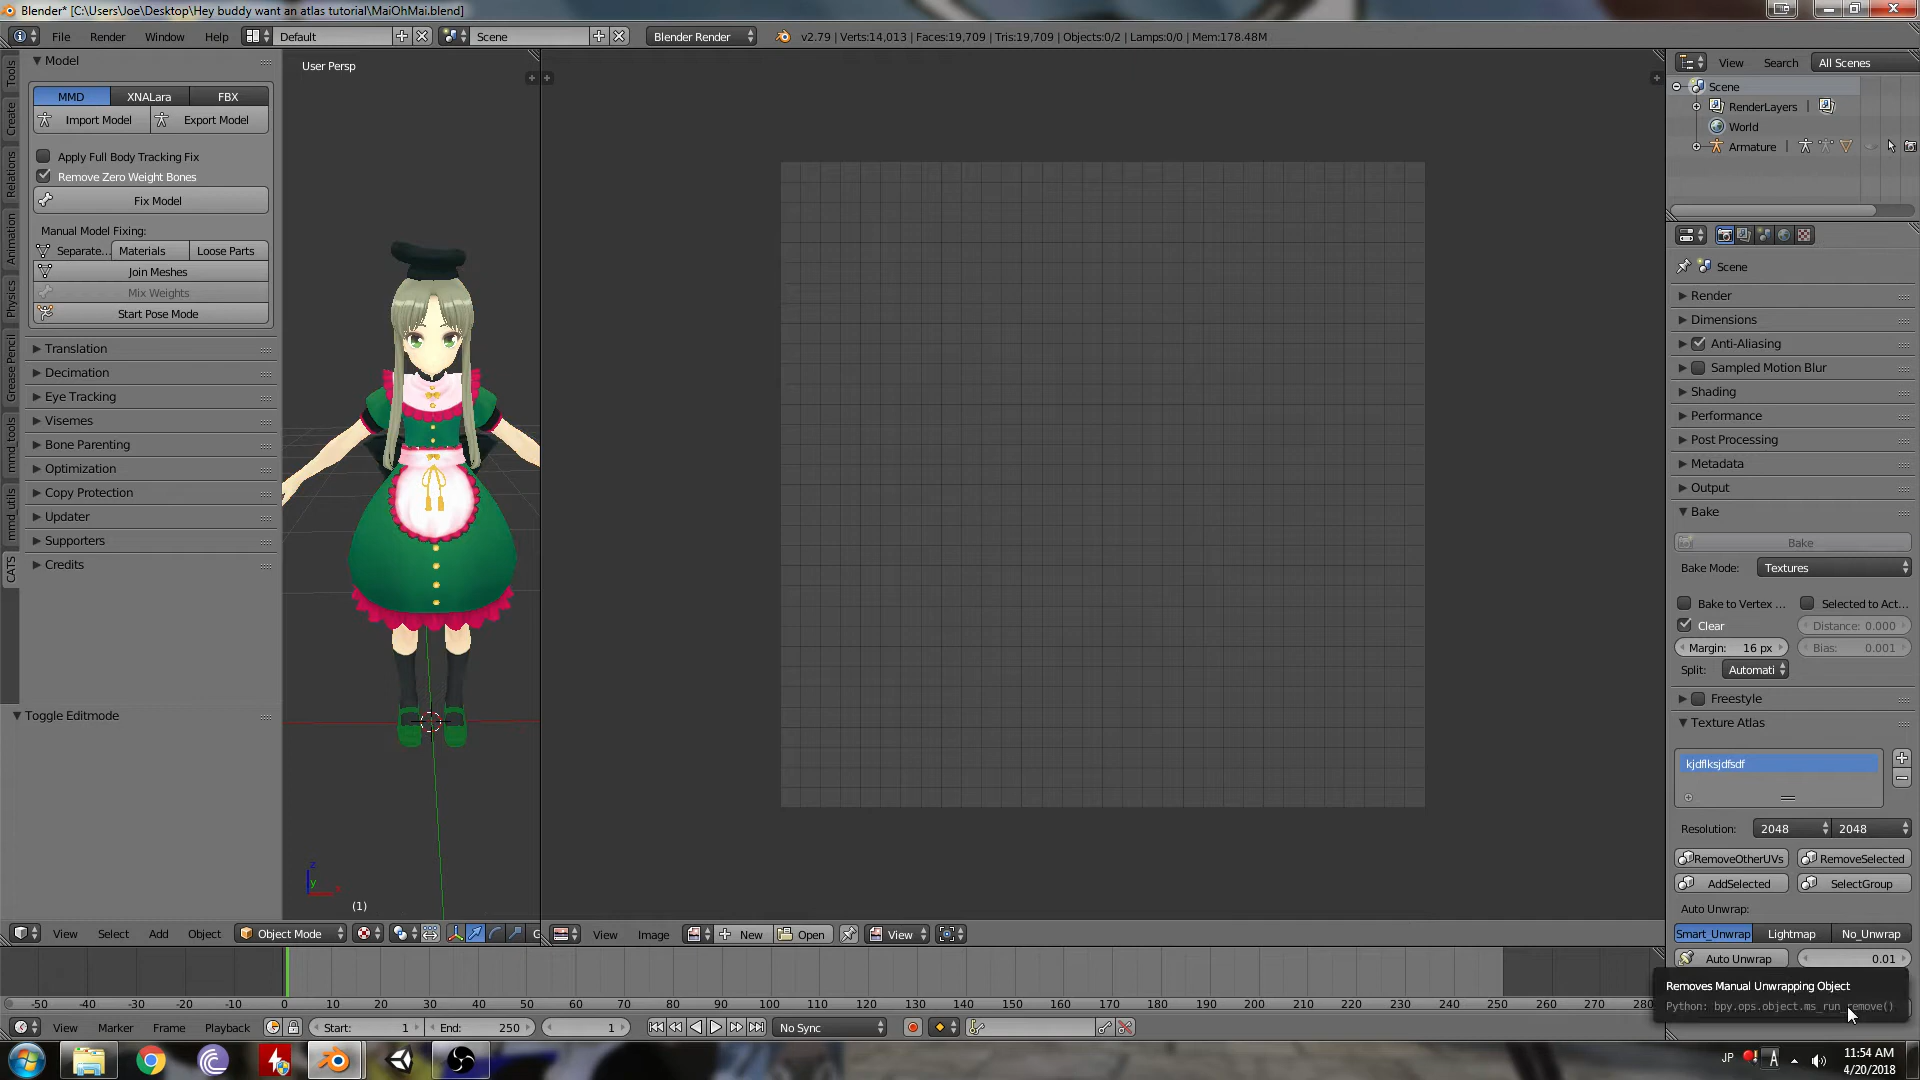 Blender* [C:\Users\Joe\Desktop\Hey buddy want an atlas tutorial\MaiOhMai.blend]
File Render Window Help Default Scene Blender Render v2.79 | Verts:14,013 | Faces:19,709 | Tris:19,709 | Objects:0/2 | Lamps:0/0 | Mem:178.48M
Tools
Create
Relations
Animation
Physics
Grease Pencil
mmd_tools
mmd_utils
CATS
Model
MMD XNALara FBX
Import Model Export Model
Apply Full Body Tracking Fix
Remove Zero Weight Bones
Fix Model
Manual Model Fixing:
Separate... Materials Loose Parts
Join Meshes
Mix Weights
Start Pose Mode
Translation
Decimation
Eye Tracking
Visemes
Bone Parenting
Optimization
Copy Protection
Updater
Supporters
Credits
Toggle Editmode
User Persp
z
y
x
(1)
View Select Add Object Object Mode G
View Image New Open View
View Search All Scenes
Scene
RenderLayers
World
Armature
Scene
Render
Dimensions
Anti-Aliasing
Sampled Motion Blur
Shading
Performance
Post Processing
Metadata
Output
Bake
Bake
Bake Mode: Textures
Bake to Vertex ... Selected to Act...
Clear Distance: 0.000
Margin: 16 px Bias: 0.001
Split: Automati
Freestyle
Texture Atlas
kjdflksjdfsdf
Resolution: 2048 2048
RemoveOtherUVs RemoveSelected
AddSelected SelectGroup
Auto Unwrap:
Smart_Unwrap Lightmap No_Unwrap
Auto Unwrap 0.01
Removes Manual Unwrapping Object
Python: bpy.ops.object.ms_run_remove()
-50 -40 -30 -20 -10 0 10 20 30 40 50 60 70 80 90 100 110 120 130 140 150 160 170 180 190 200 210 220 230 240 250 260 270 280
View Marker Frame Playback Start: 1 End: 250 1 No Sync
JP A 11:54 AM
4/20/2018